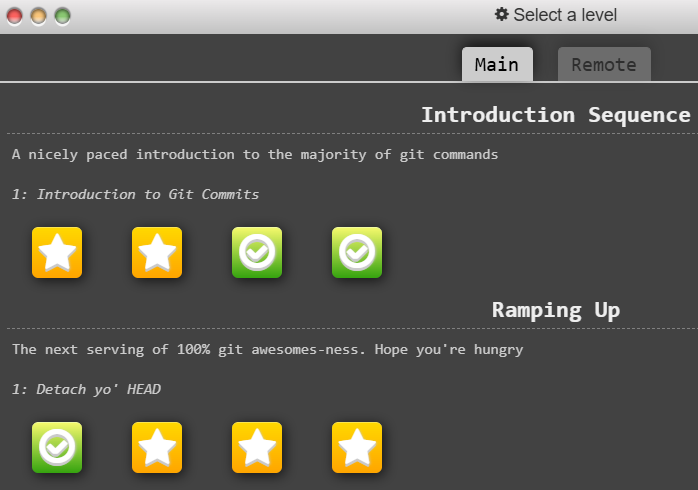 Select a level
Main
Remote
Introduction Sequence
A nicely paced introduction to the majority of git commands
1: Introduction to Git Commits
Ramping Up
The next serving of 100% git awesomes-ness. Hope you're hungry
1: Detach yo' HEAD